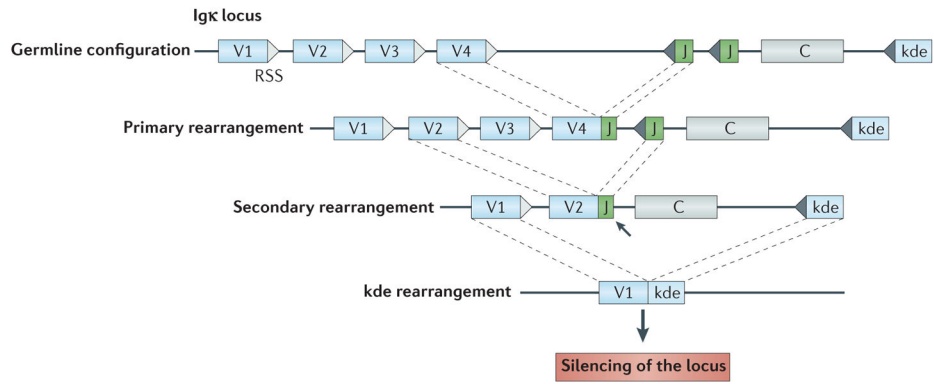 Igκ locus
Germline configuration V1 V2 V3 V4 J J C kde
RSS
Primary rearrangement V1 V2 V3 V4 J J C kde
Secondary rearrangement V1 V2 J C kde
kde rearrangement V1 kde
Silencing of the locus